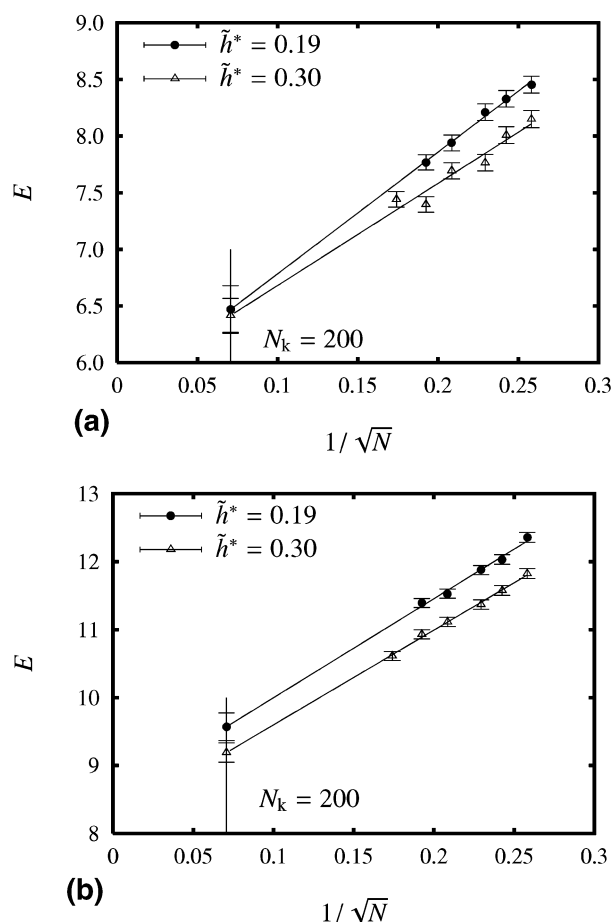 9.0
8.5
8.0
7.5
7.0
6.5
6.0
E
h̃* = 0.19
h̃* = 0.30
N_k = 200
0 0.05 0.1 0.15 0.2 0.25 0.3
(a)
1/√N
13
12
11
10
9
8
E
h̃* = 0.19
h̃* = 0.30
N_k = 200
0 0.05 0.1 0.15 0.2 0.25 0.3
(b)
1/√N